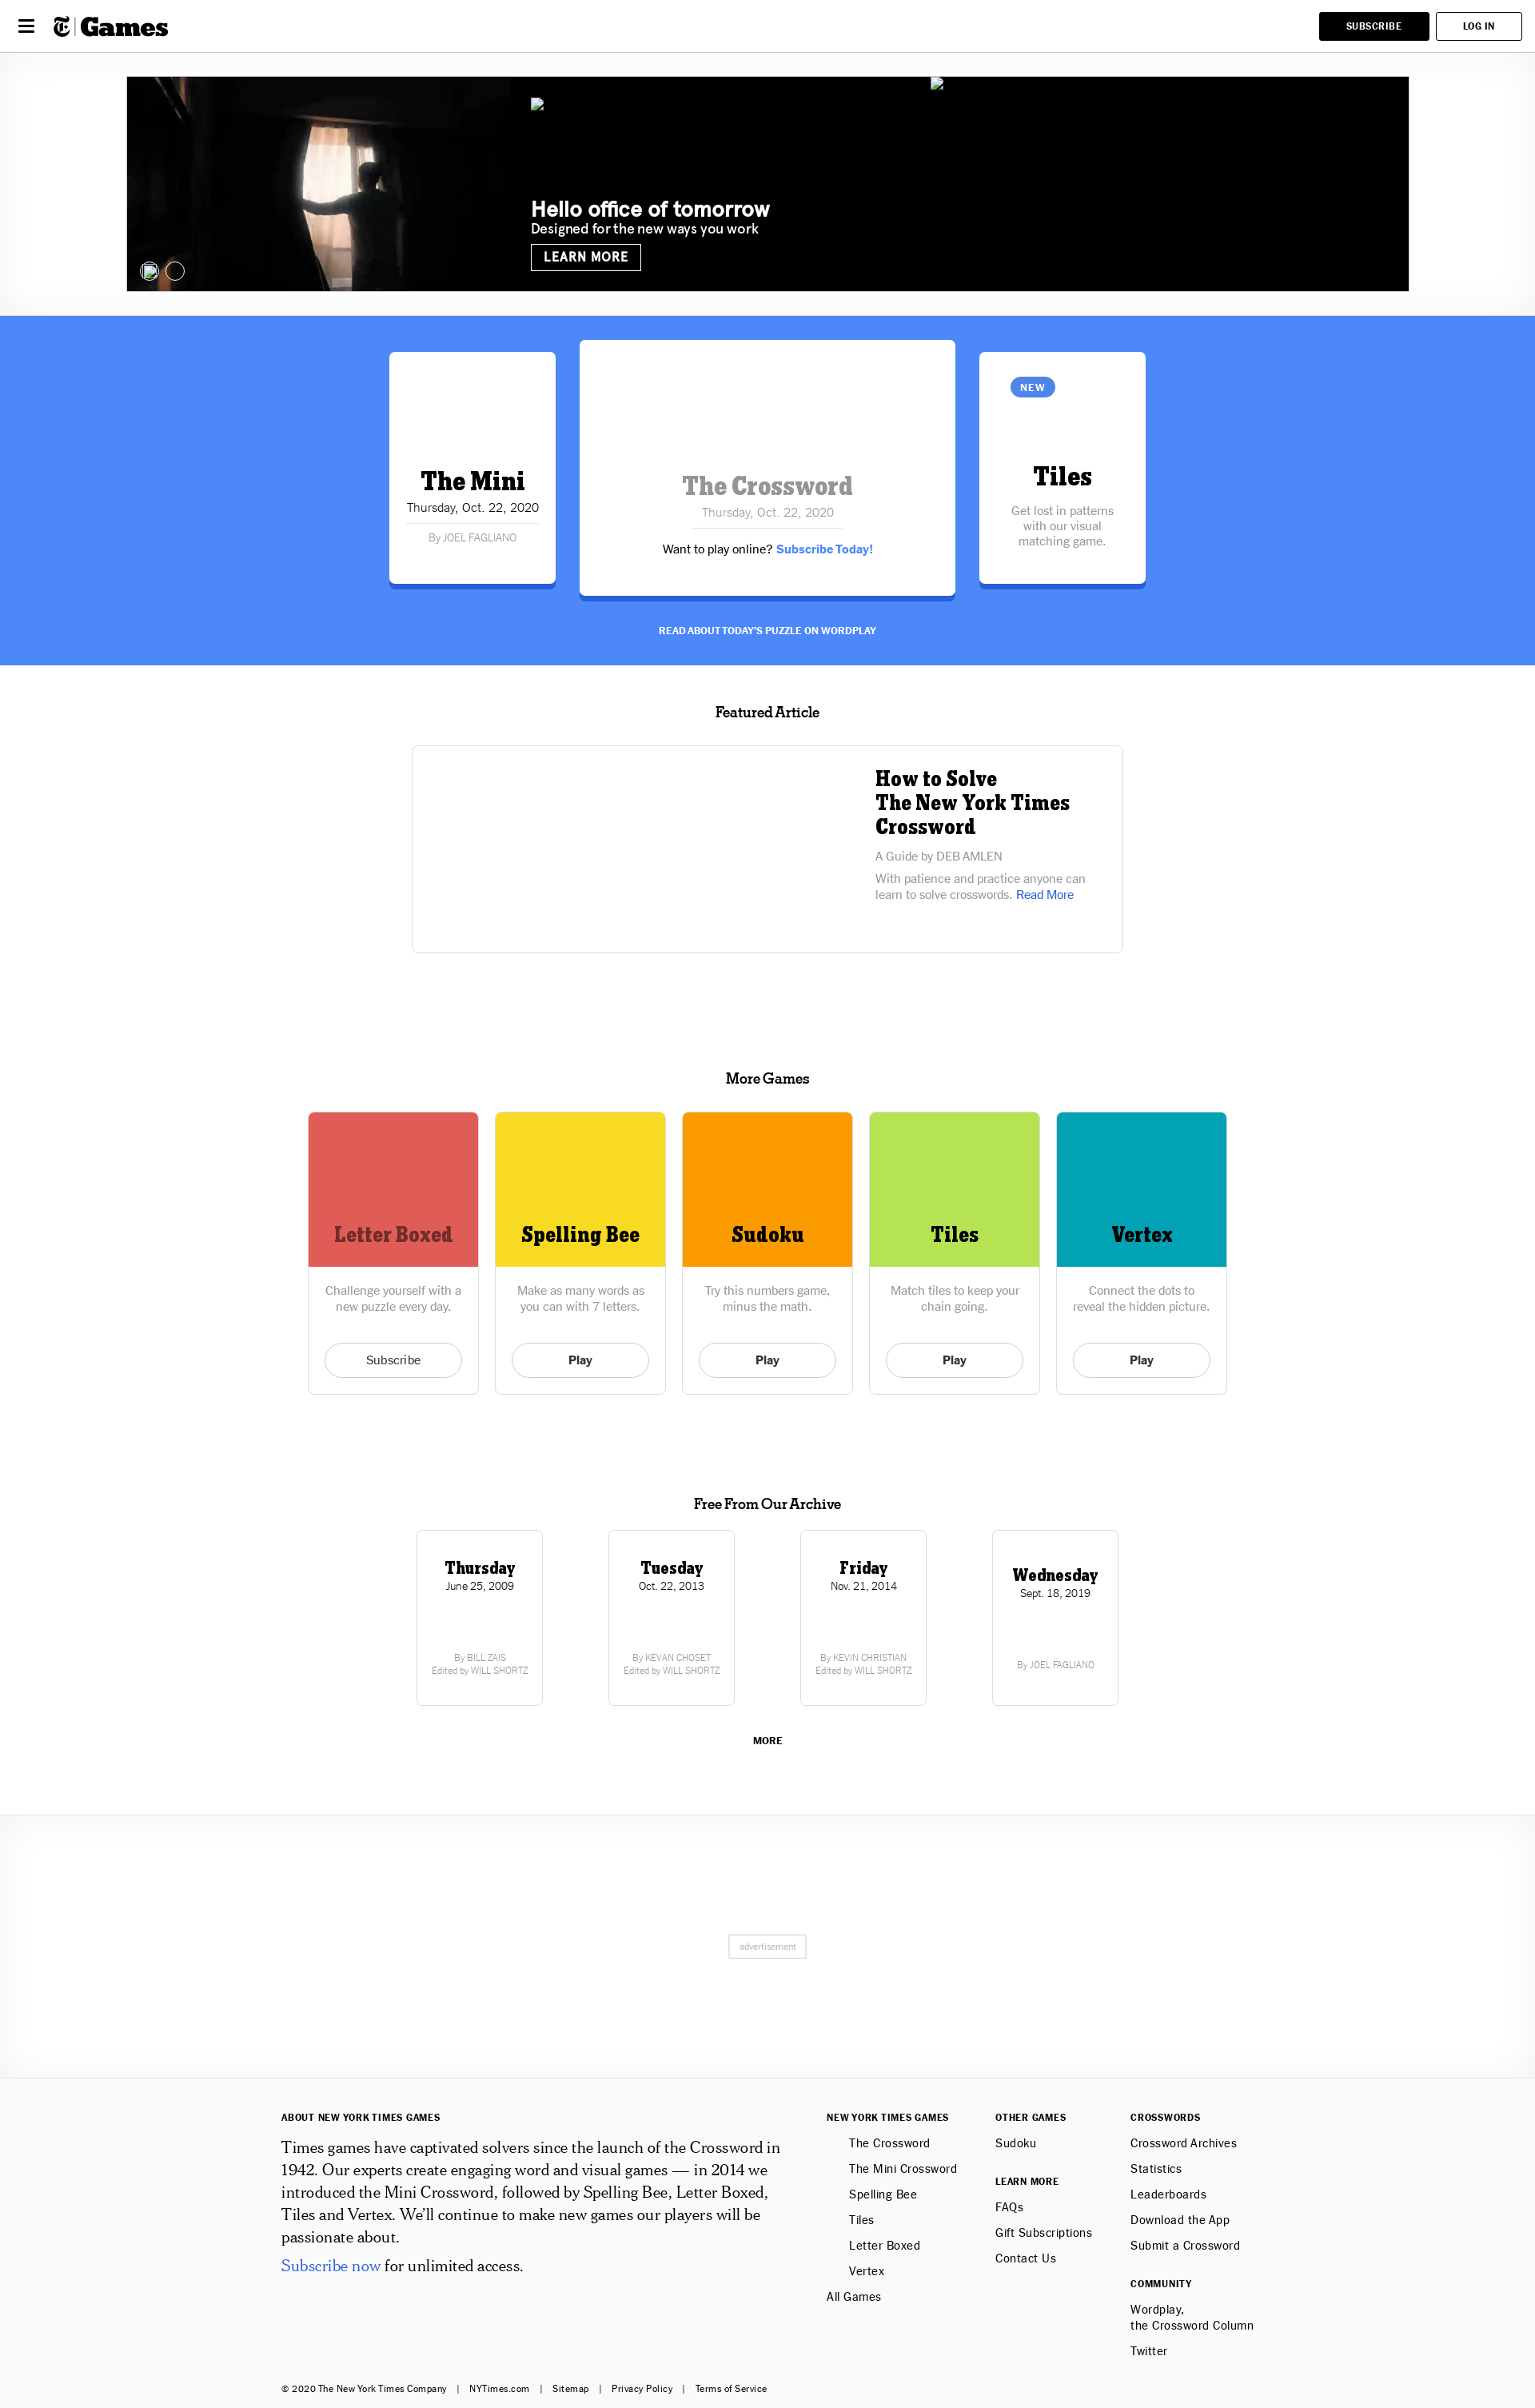 Games
SUBSCRIBE
LOG IN
Hello office of tomorrow
Designed for the new ways you work
LEARN MORE
The Mini
Thursday, Oct. 22, 2020
By JOEL FAGLIANO
The Crossword
Thursday, Oct. 22, 2020
Want to play online? Subscribe Today!
NEW
Tiles
Get lost in patterns
with our visual
matching game.
READ ABOUT TODAY'S PUZZLE ON WORDPLAY
Featured Article
How to Solve
The New York Times
Crossword
A Guide by DEB AMLEN
With patience and practice anyone can
learn to solve crosswords. Read More
More Games
Letter Boxed
Challenge yourself with a
new puzzle every day.
Subscribe
Spelling Bee
Make as many words as
you can with 7 letters.
Play
Sudoku
Try this numbers game,
minus the math.
Play
Tiles
Match tiles to keep your
chain going.
Play
Vertex
Connect the dots to
reveal the hidden picture.
Play
Free From Our Archive
Thursday
June 25, 2009
By BILL ZAIS
Edited by WILL SHORTZ
Tuesday
Oct. 22, 2013
By KEVAN CHOSET
Edited by WILL SHORTZ
Friday
Nov. 21, 2014
By KEVIN CHRISTIAN
Edited by WILL SHORTZ
Wednesday
Sept. 18, 2019
By JOEL FAGLIANO
MORE
advertisement
ABOUT NEW YORK TIMES GAMES
Times games have captivated solvers since the launch of the Crossword in
1942. Our experts create engaging word and visual games — in 2014 we
introduced the Mini Crossword, followed by Spelling Bee, Letter Boxed,
Tiles and Vertex. We'll continue to make new games our players will be
passionate about.
Subscribe now for unlimited access.
NEW YORK TIMES GAMES
The Crossword
The Mini Crossword
Spelling Bee
Tiles
Letter Boxed
Vertex
All Games
OTHER GAMES
Sudoku
LEARN MORE
FAQs
Gift Subscriptions
Contact Us
CROSSWORDS
Crossword Archives
Statistics
Leaderboards
Download the App
Submit a Crossword
COMMUNITY
Wordplay,
the Crossword Column
Twitter
© 2020 The New York Times Company | NYTimes.com | Sitemap | Privacy Policy | Terms of Service